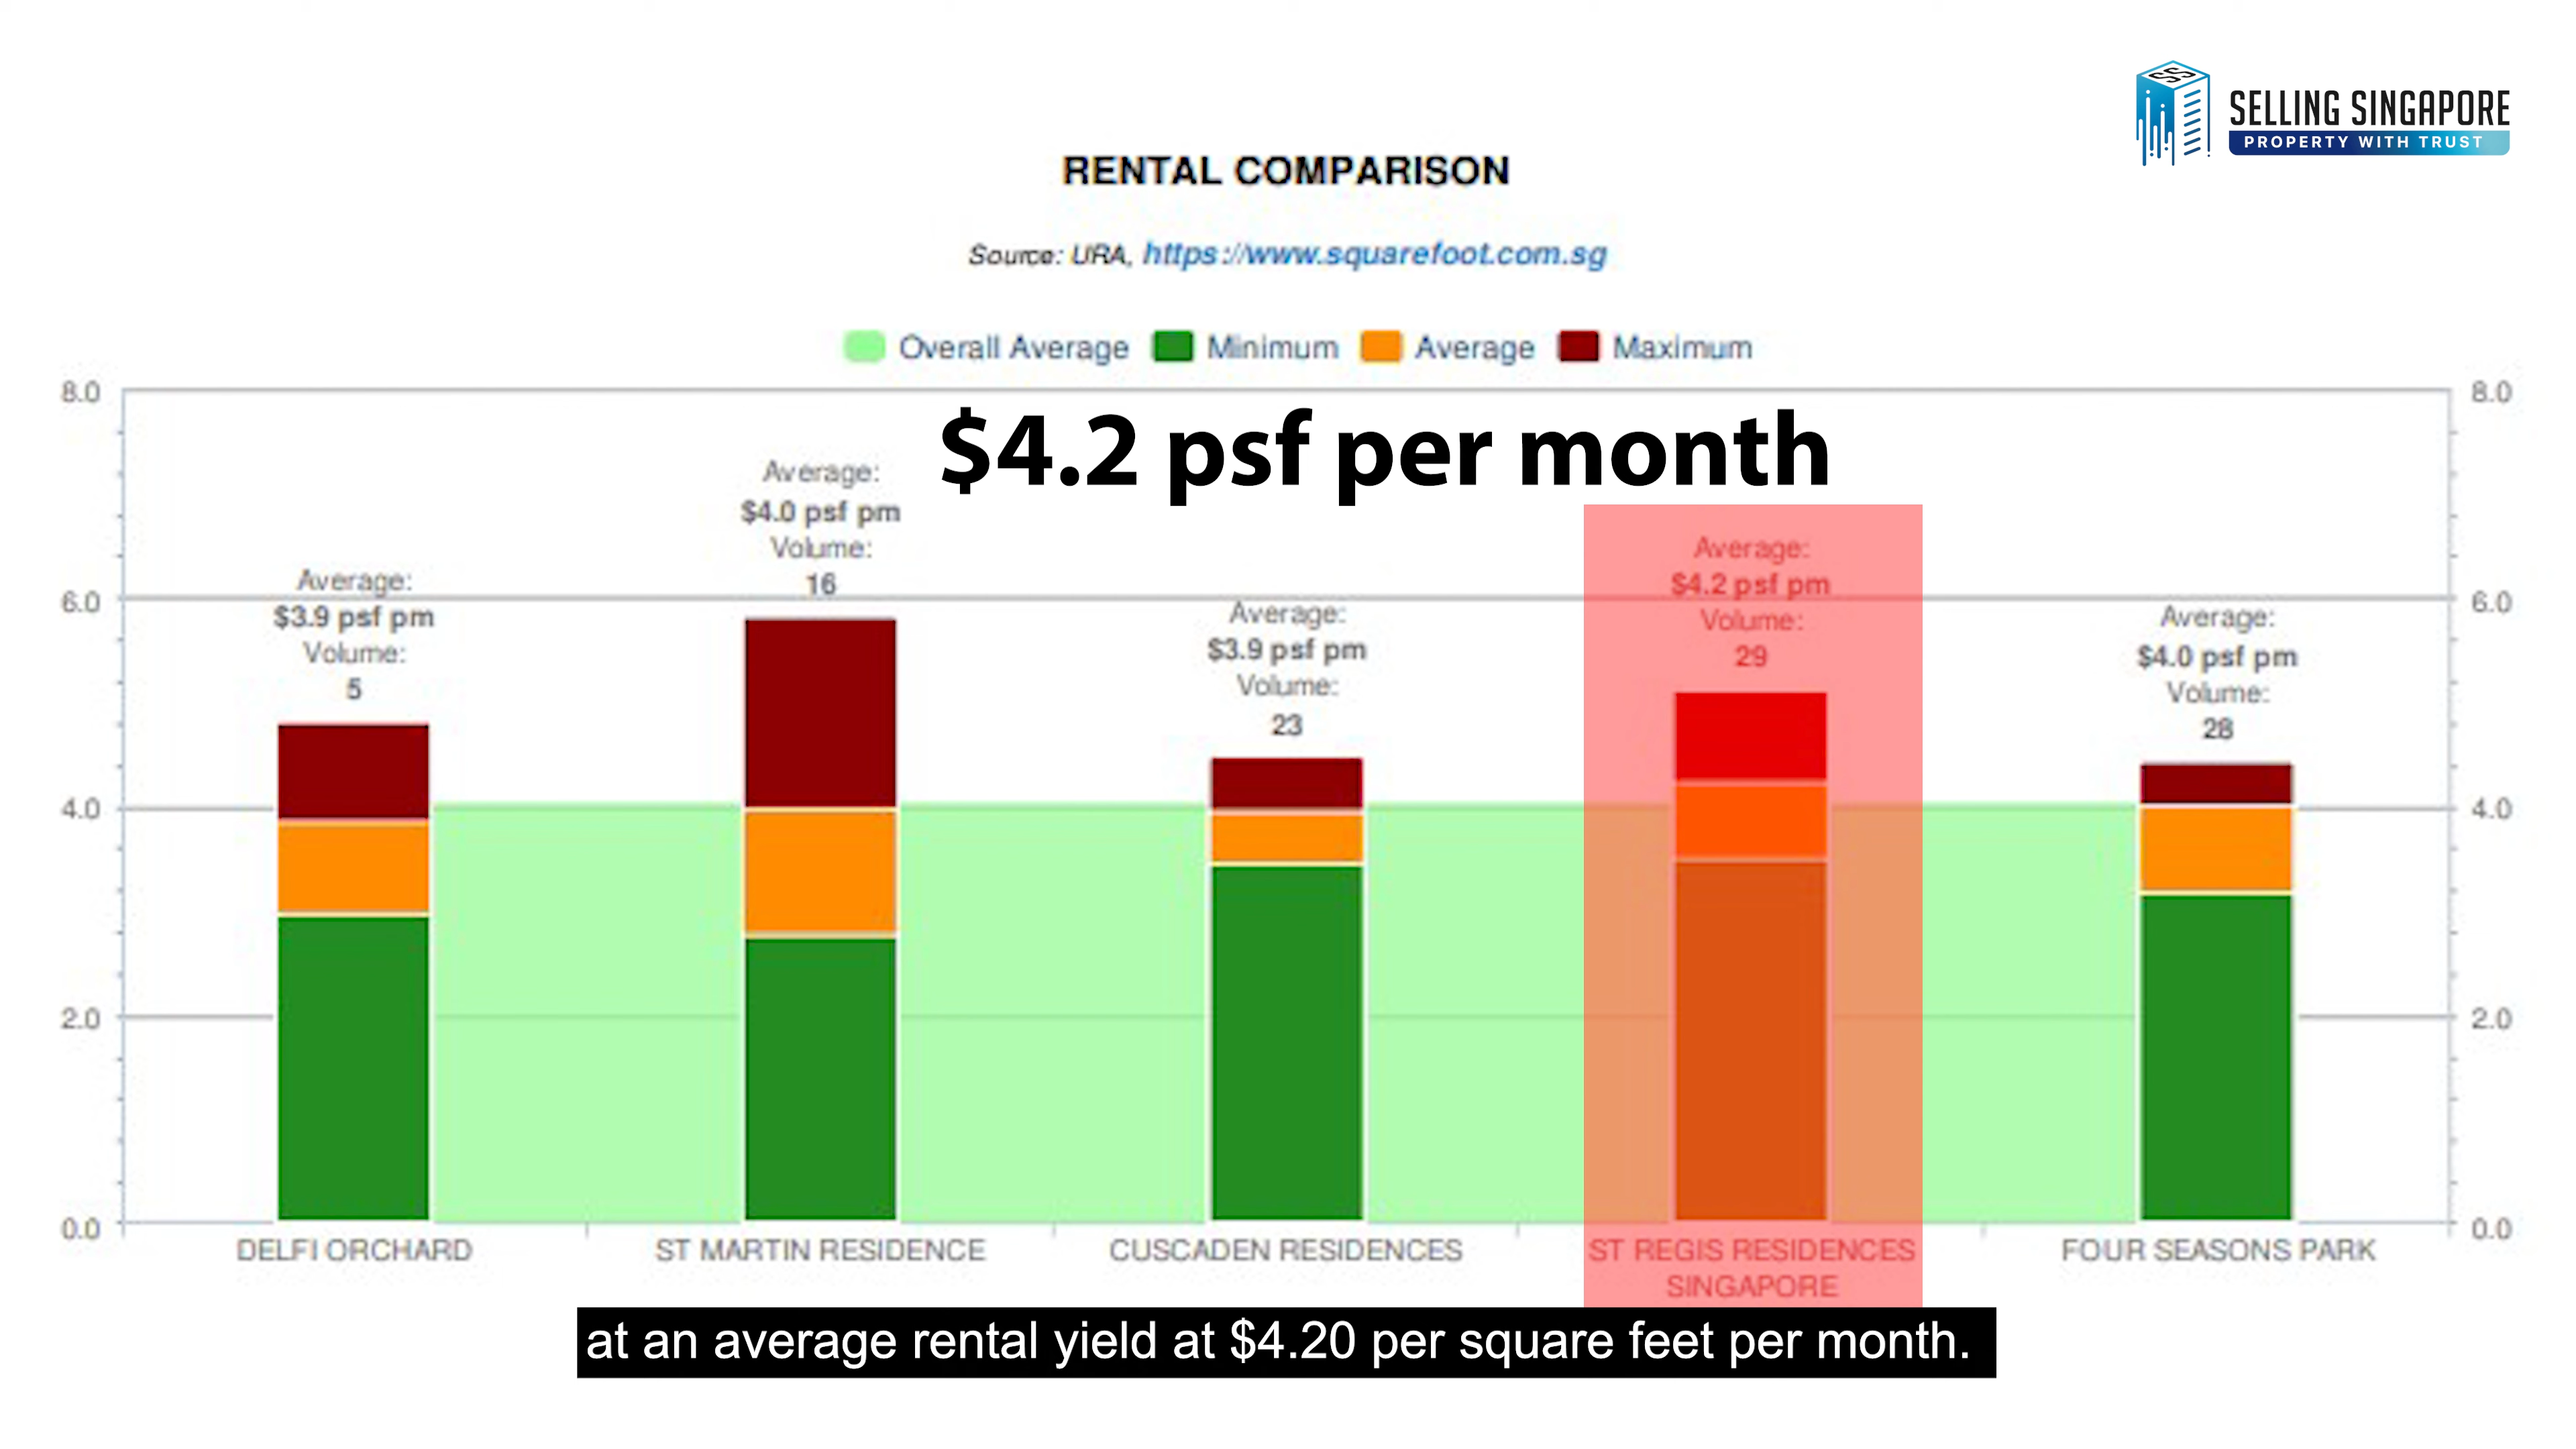 SS
SELLING SINGAPORE
PROPERTY WITH TRUST
RENTAL COMPARISON
Source: URA, https://www.squarefoot.com.sg
Overall Average Minimum Average Maximum
8.0 8.0
$4.2 psf per month
Average:
$4.0 psf pm
Volume:
16
Average:
$4.2 psf pm
Volume:
29
Average:
$3.9 psf pm
Volume:
5
6.0 6.0
Average:
$3.9 psf pm
Volume:
23
Average:
$4.0 psf pm
Volume:
28
4.0 4.0
2.0 2.0
0.0 0.0
DELFI ORCHARD
ST MARTIN RESIDENCE
CUSCADEN RESIDENCES
ST REGIS RESIDENCES
SINGAPORE
FOUR SEASONS PARK
at an average rental yield at $4.20 per square feet per month.